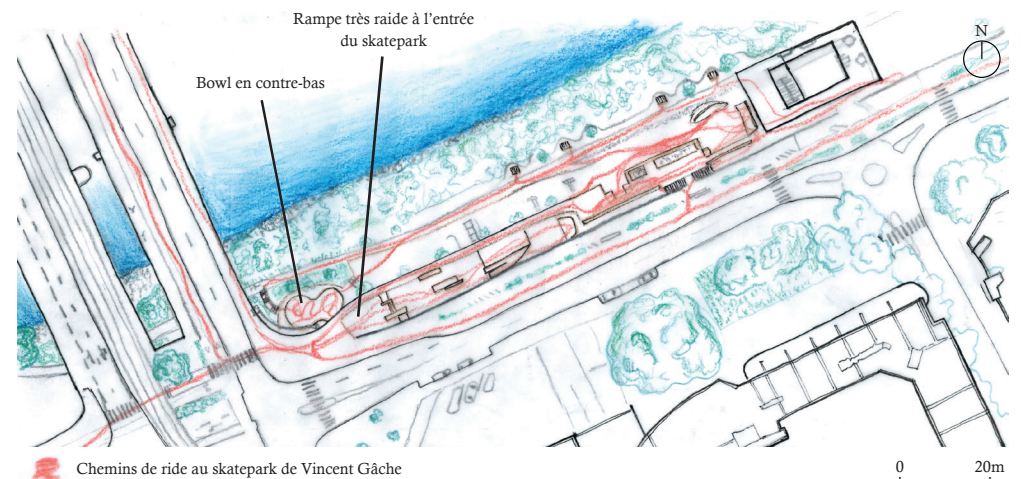 Rampe très raide à l’entrée
du skatepark
Bowl en contre-bas
N
Chemins de ride au skatepark de Vincent Gâche
0 20m